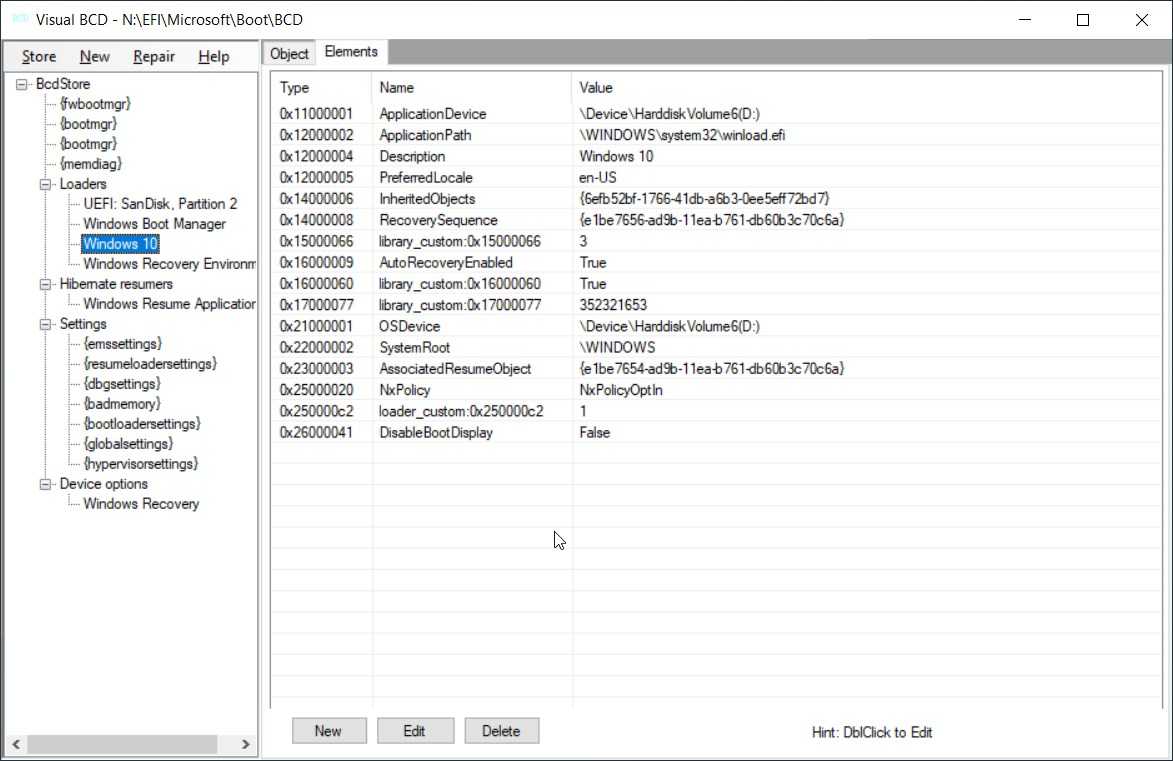 Visual BCD - N:\EFI\Microsoft\Boot\BCD
Store New Repair Help
BcdStore
{fwbootmgr}
{bootmgr}
{bootmgr}
{memdiag}
Loaders
UEFI: SanDisk, Partition 2
Windows Boot Manager
Windows 10
Windows Recovery Environm
Hibernate resumers
Windows Resume Application
Settings
{emssettings}
{resumeloadersettings}
{dbgsettings}
{badmemory}
{bootloadersettings}
{globalsettings}
{hypervisorsettings}
Device options
Windows Recovery
Object Elements
Type Name Value
0x11000001 ApplicationDevice \Device\HarddiskVolume6(D:)
0x12000002 ApplicationPath \WINDOWS\system32\winload.efi
0x12000004 Description Windows 10
0x12000005 PreferredLocale en-US
0x14000006 InheritedObjects {6efb52bf-1766-41db-a6b3-0ee5eff72bd7}
0x14000008 RecoverySequence {e1be7656-ad9b-11ea-b761-db60b3c70c6a}
0x15000066 library_custom:0x15000066 3
0x16000009 AutoRecoveryEnabled True
0x16000060 library_custom:0x16000060 True
0x17000077 library_custom:0x17000077 352321653
0x21000001 OSDevice \Device\HarddiskVolume6(D:)
0x22000002 SystemRoot \WINDOWS
0x23000003 AssociatedResumeObject {e1be7654-ad9b-11ea-b761-db60b3c70c6a}
0x25000020 NxPolicy NxPolicyOptIn
0x250000c2 loader_custom:0x250000c2 1
0x26000041 DisableBootDisplay False
New Edit Delete Hint: DblClick to Edit